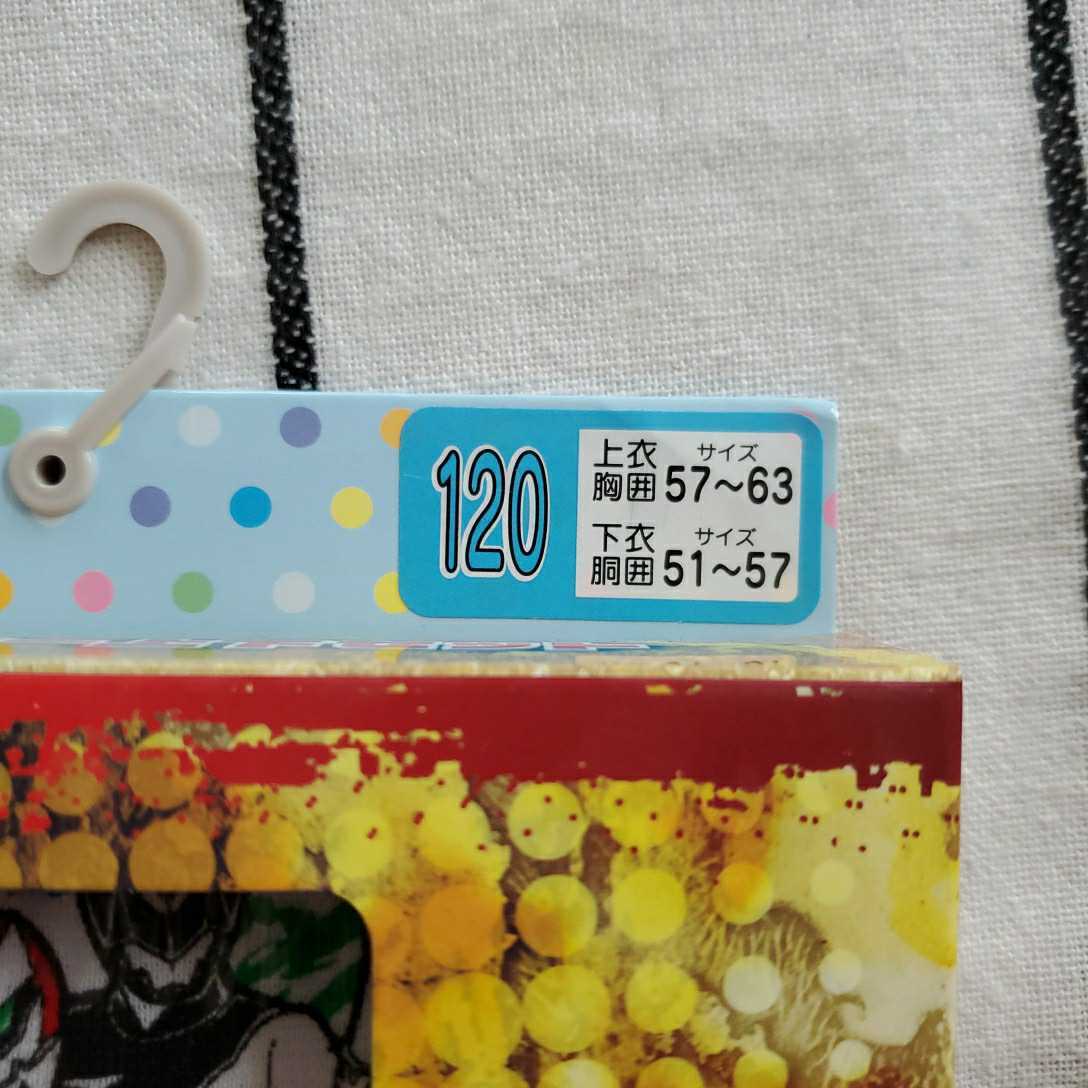 120
上衣 サイズ
胸囲 57〜63
下衣 サイズ
胴囲 51〜57